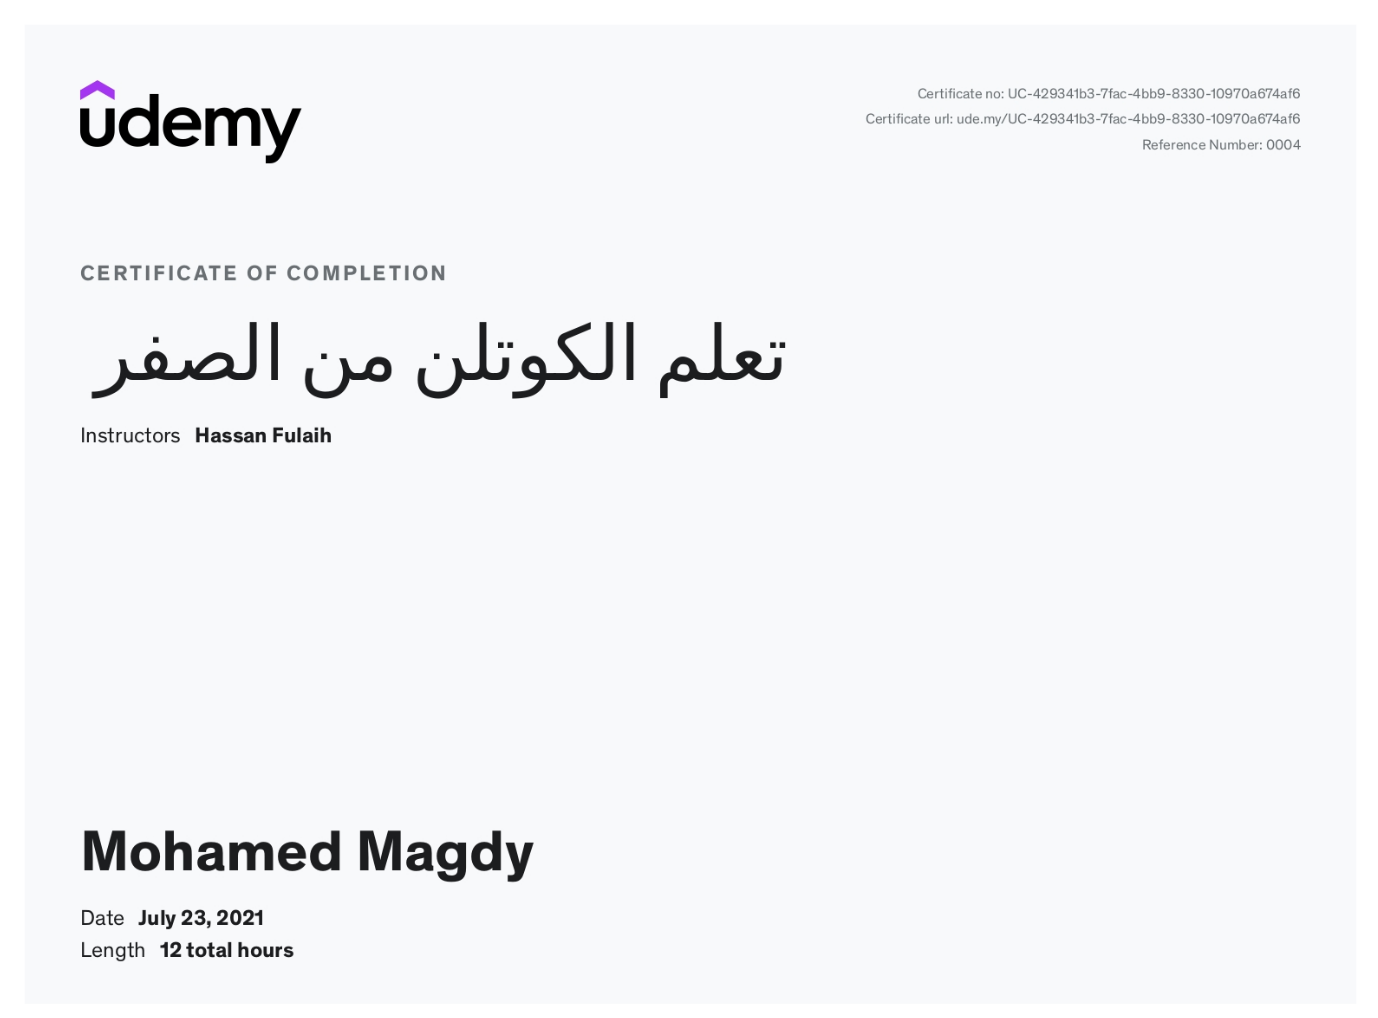 udemy
Certificate no: UC-429341b3-7fac-4bb9-8330-10970a674af6
Certificate url: ude.my/UC-429341b3-7fac-4bb9-8330-10970a674af6
Reference Number: 0004
CERTIFICATE OF COMPLETION
تعلم الكوتلن من الصفر
Instructors Hassan Fulaih
Mohamed Magdy
Date July 23, 2021
Length 12 total hours